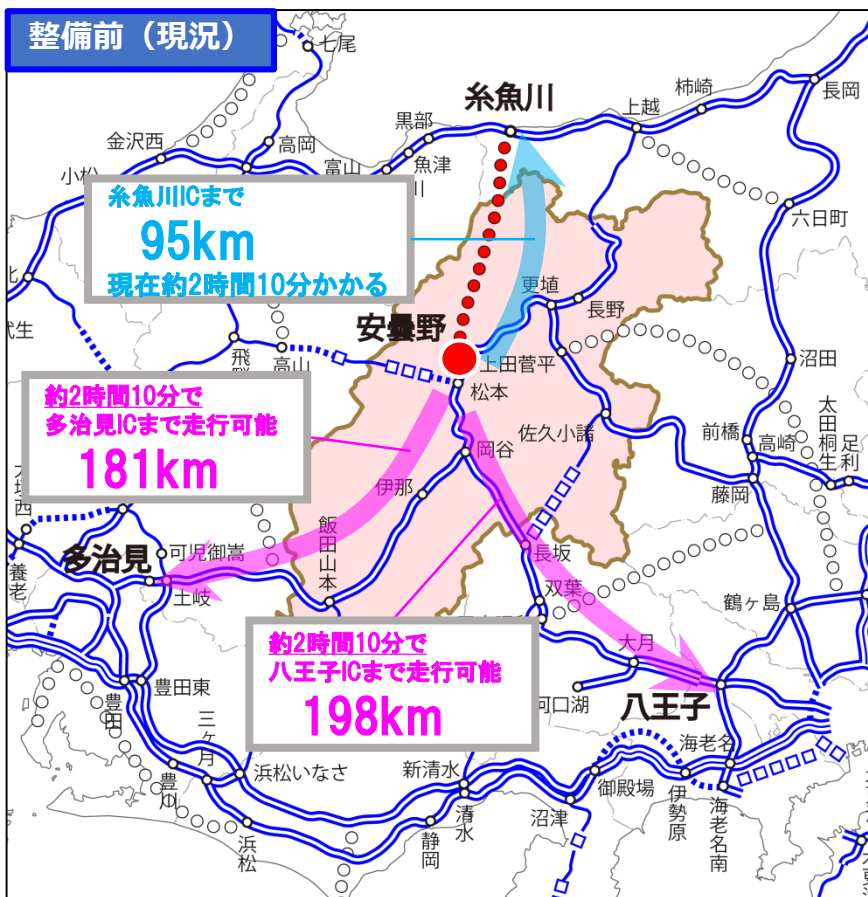 整備前（現況）
七尾
糸魚川
柿崎
長岡
上越
黒部
高岡
金沢西
魚津
富山
小松
川
糸魚川ICまで
95km
現在約2時間10分かかる
六日町
北
更埴
長野
安曇野
上田菅平
高山
松本
沼田
佐久小諸
前橋
高崎
太田桐生
足利
藤岡
約2時間10分で
多治見ICまで走行可能
181km
岡谷
伊那
飯田山本
長坂
双葉
養老
多治見
可児御嵩
土岐
鶴ヶ島
大月
約2時間10分で
八王子ICまで走行可能
198km
河口湖
八王子
豊田
豊田東
三ヶ日
豊川
浜松いなさ
浜松
新清水
清水
静岡
沼津
御殿場
伊勢原
海老名
海老名南